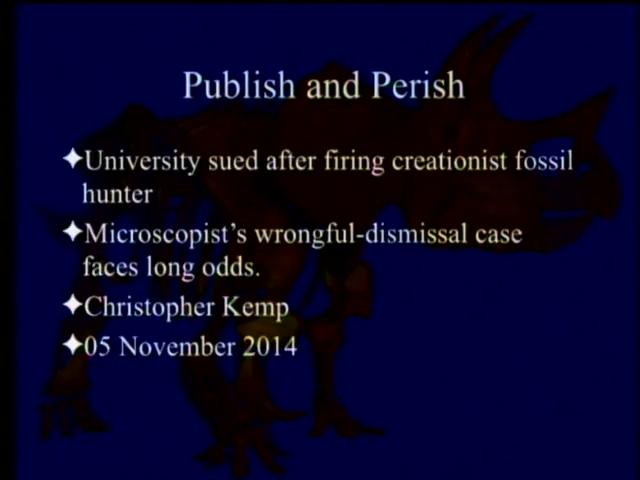 Publish and Perish
✦University sued after firing creationist fossil
hunter
✦Microscopist's wrongful-dismissal case
faces long odds.
✦Christopher Kemp
✦05 November 2014